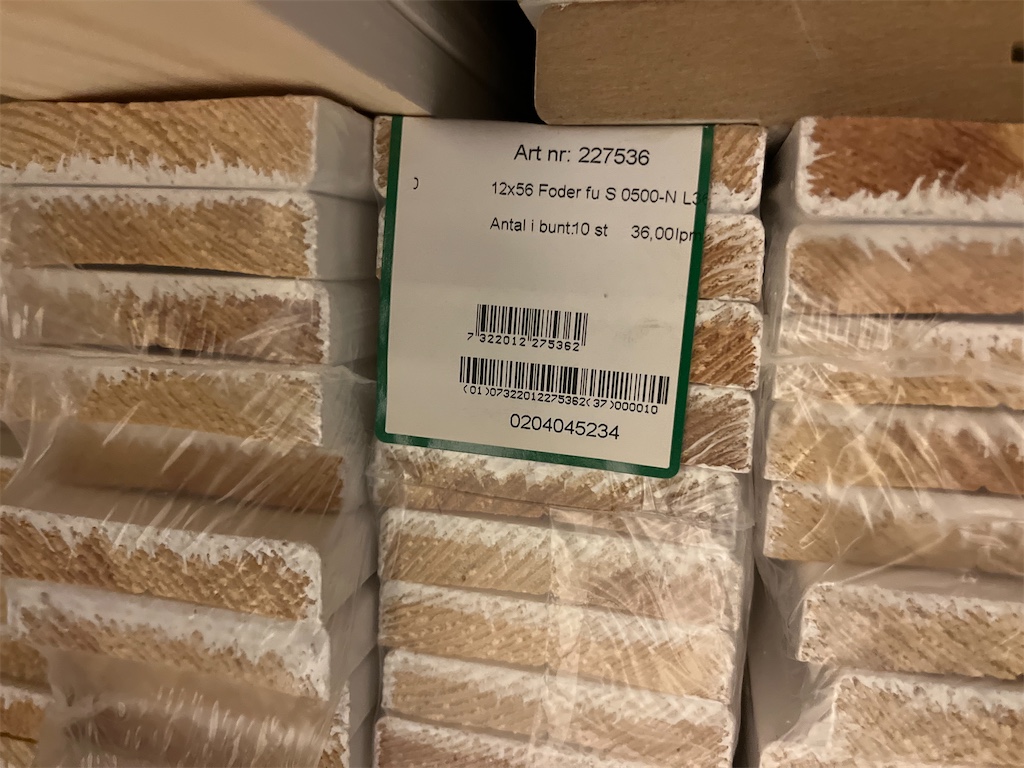 Art nr: 227536
12x56 Foder fu S 0500-N
Antal i bunt:10 st 36,00lpm
7 322012 275362
(01)07322012275362(37)000010
0204045234